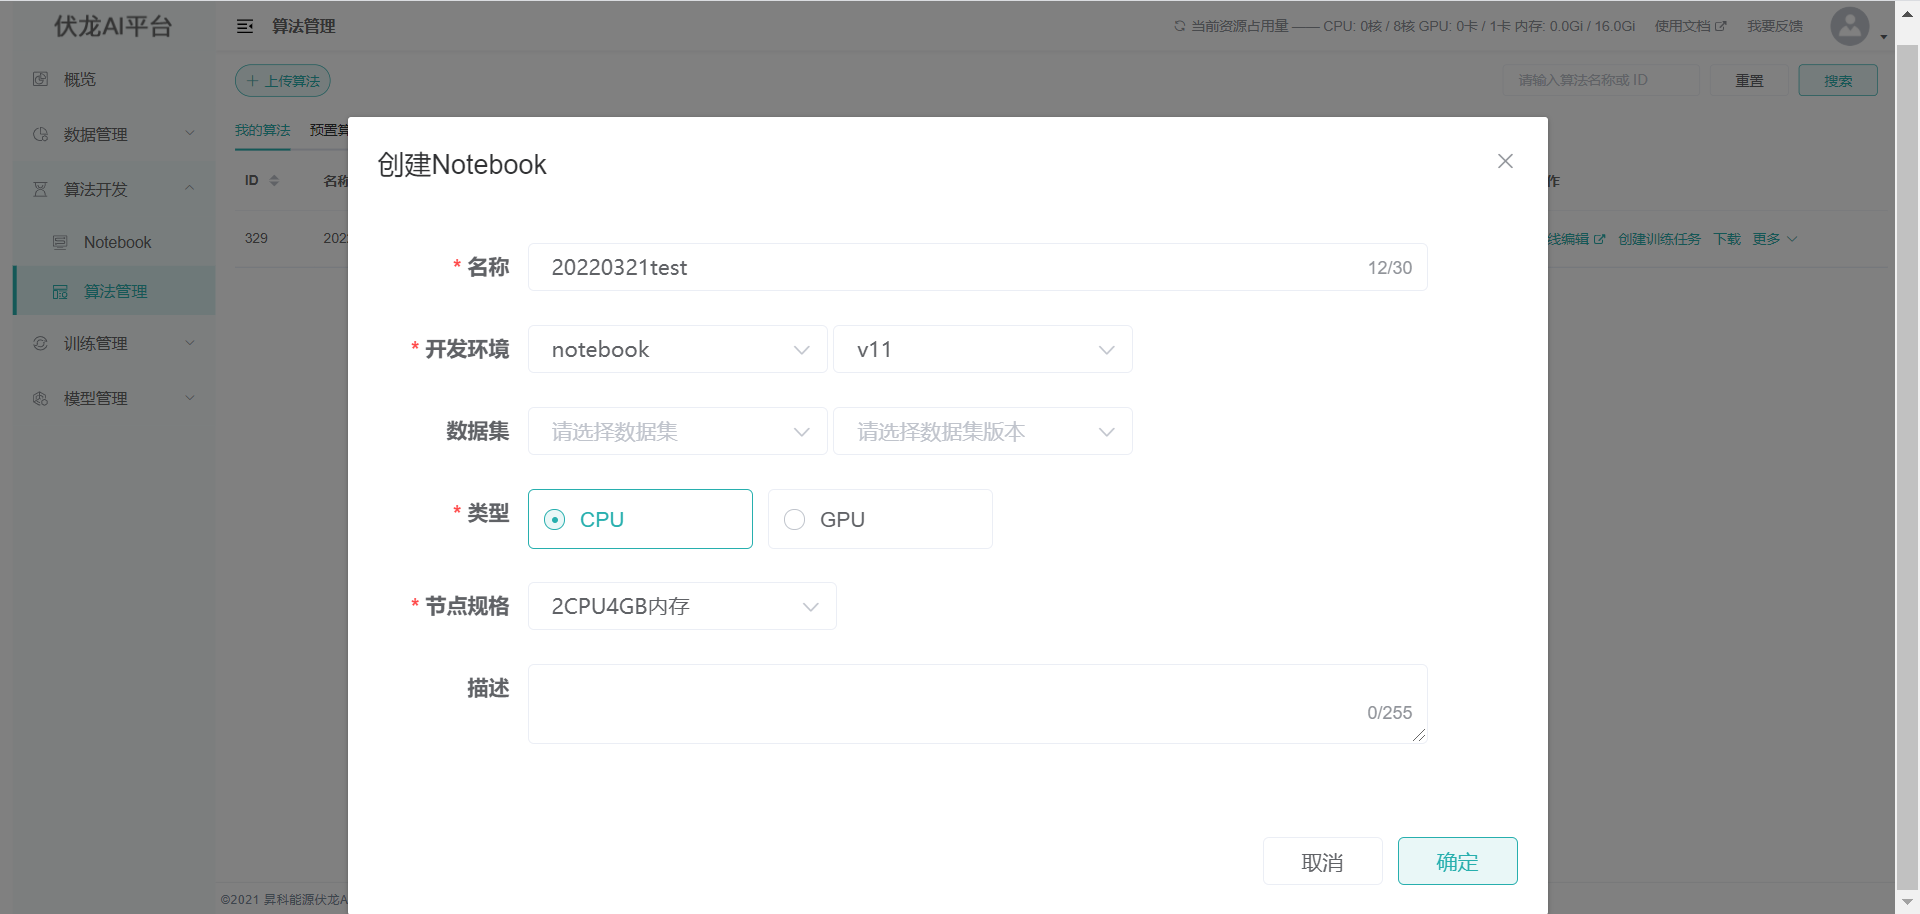 伏龙AI平台
算法管理
当前资源占用量 —— CPU: 0核 / 8核 GPU: 0卡 / 1卡 内存: 0.0Gi / 16.0Gi 使用文档 我要反馈
概览
数据管理
算法开发
Notebook
算法管理
训练管理
模型管理
+ 上传算法
请输入算法名称或 ID
重置
搜索
我的算法 预置算
ID 名称 作
329 202 线编辑 创建训练任务 下载 更多
创建Notebook
* 名称 20220321test 12/30
* 开发环境 notebook v11
数据集 请选择数据集 请选择数据集版本
* 类型 CPU GPU
* 节点规格 2CPU4GB内存
描述 0/255
取消 确定
©2021 昇科能源伏龙A